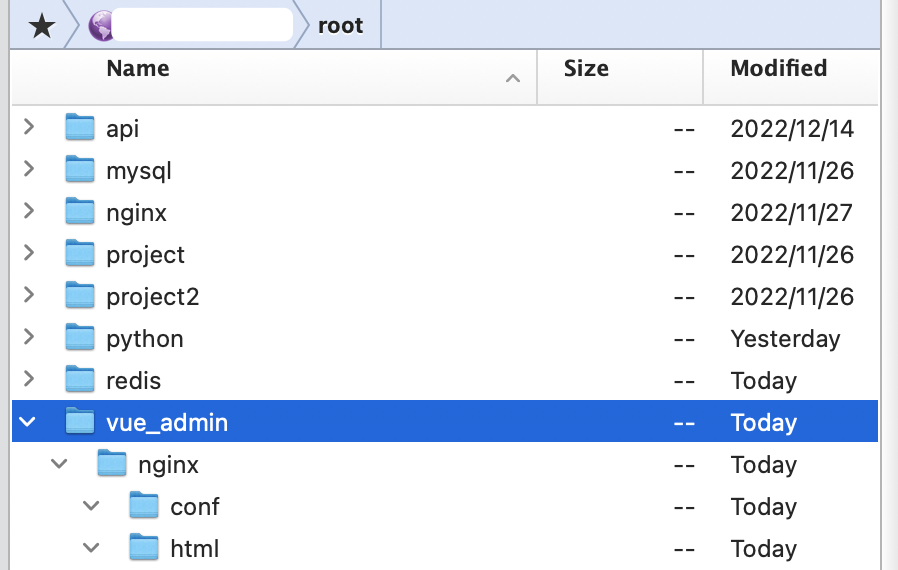 root
Name Size Modified
api -- 2022/12/14
mysql -- 2022/11/26
nginx -- 2022/11/27
project -- 2022/11/26
project2 -- 2022/11/26
python -- Yesterday
redis -- Today
vue_admin -- Today
nginx -- Today
conf -- Today
html -- Today